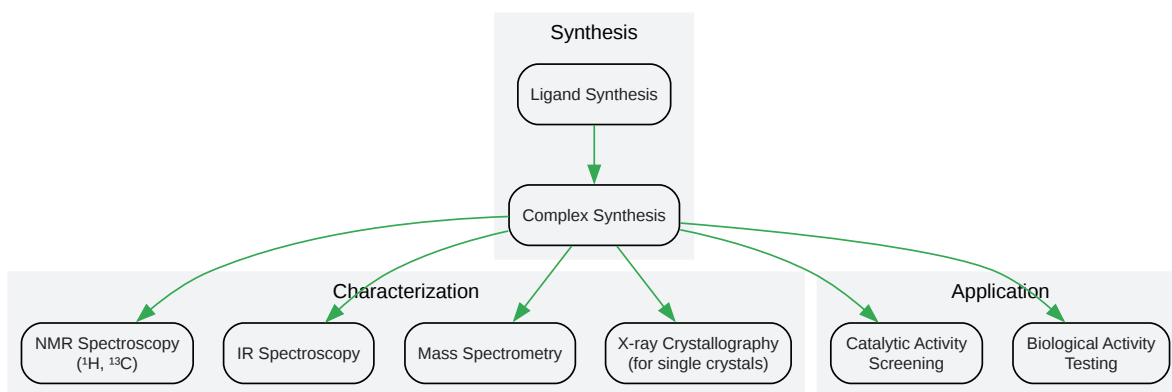 Synthesis
Ligand Synthesis
Complex Synthesis
Characterization
NMR Spectroscopy
(¹H, ¹³C)
IR Spectroscopy
Mass Spectrometry
X-ray Crystallography
(for single crystals)
Application
Catalytic Activity
Screening
Biological Activity
Testing